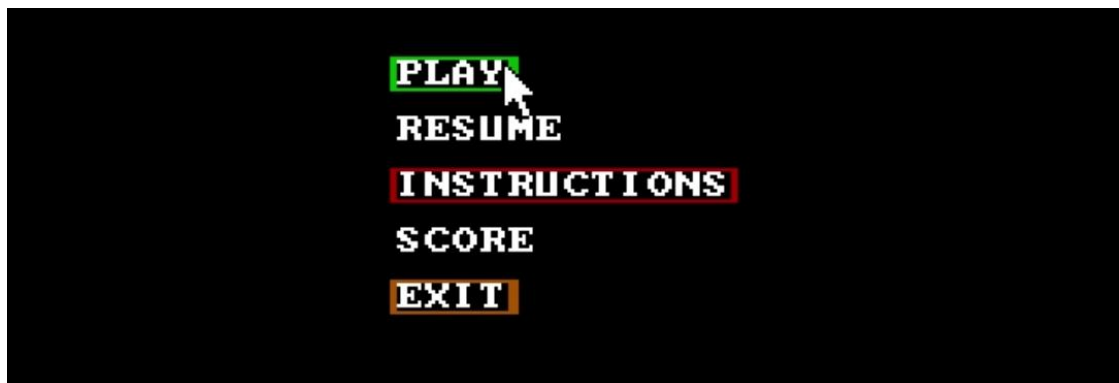 PLAY
RESUME
INSTRUCTIONS
SCORE
EXIT